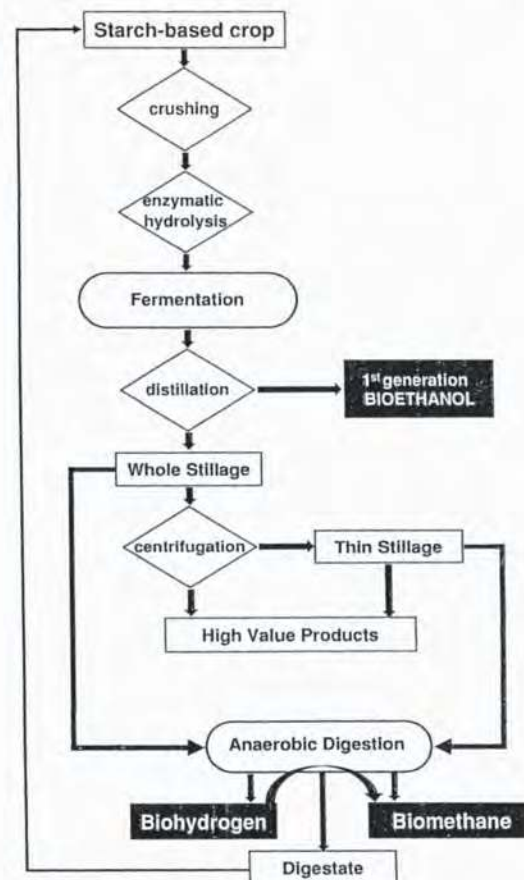 Starch-based crop
crushing
enzymatic
hydrolysis
Fermentation
distillation
1st generation
BIOETHANOL
Whole Stillage
centrifugation
Thin Stillage
High Value Products
Anaerobic Digestion
Biohydrogen
Biomethane
Digestate